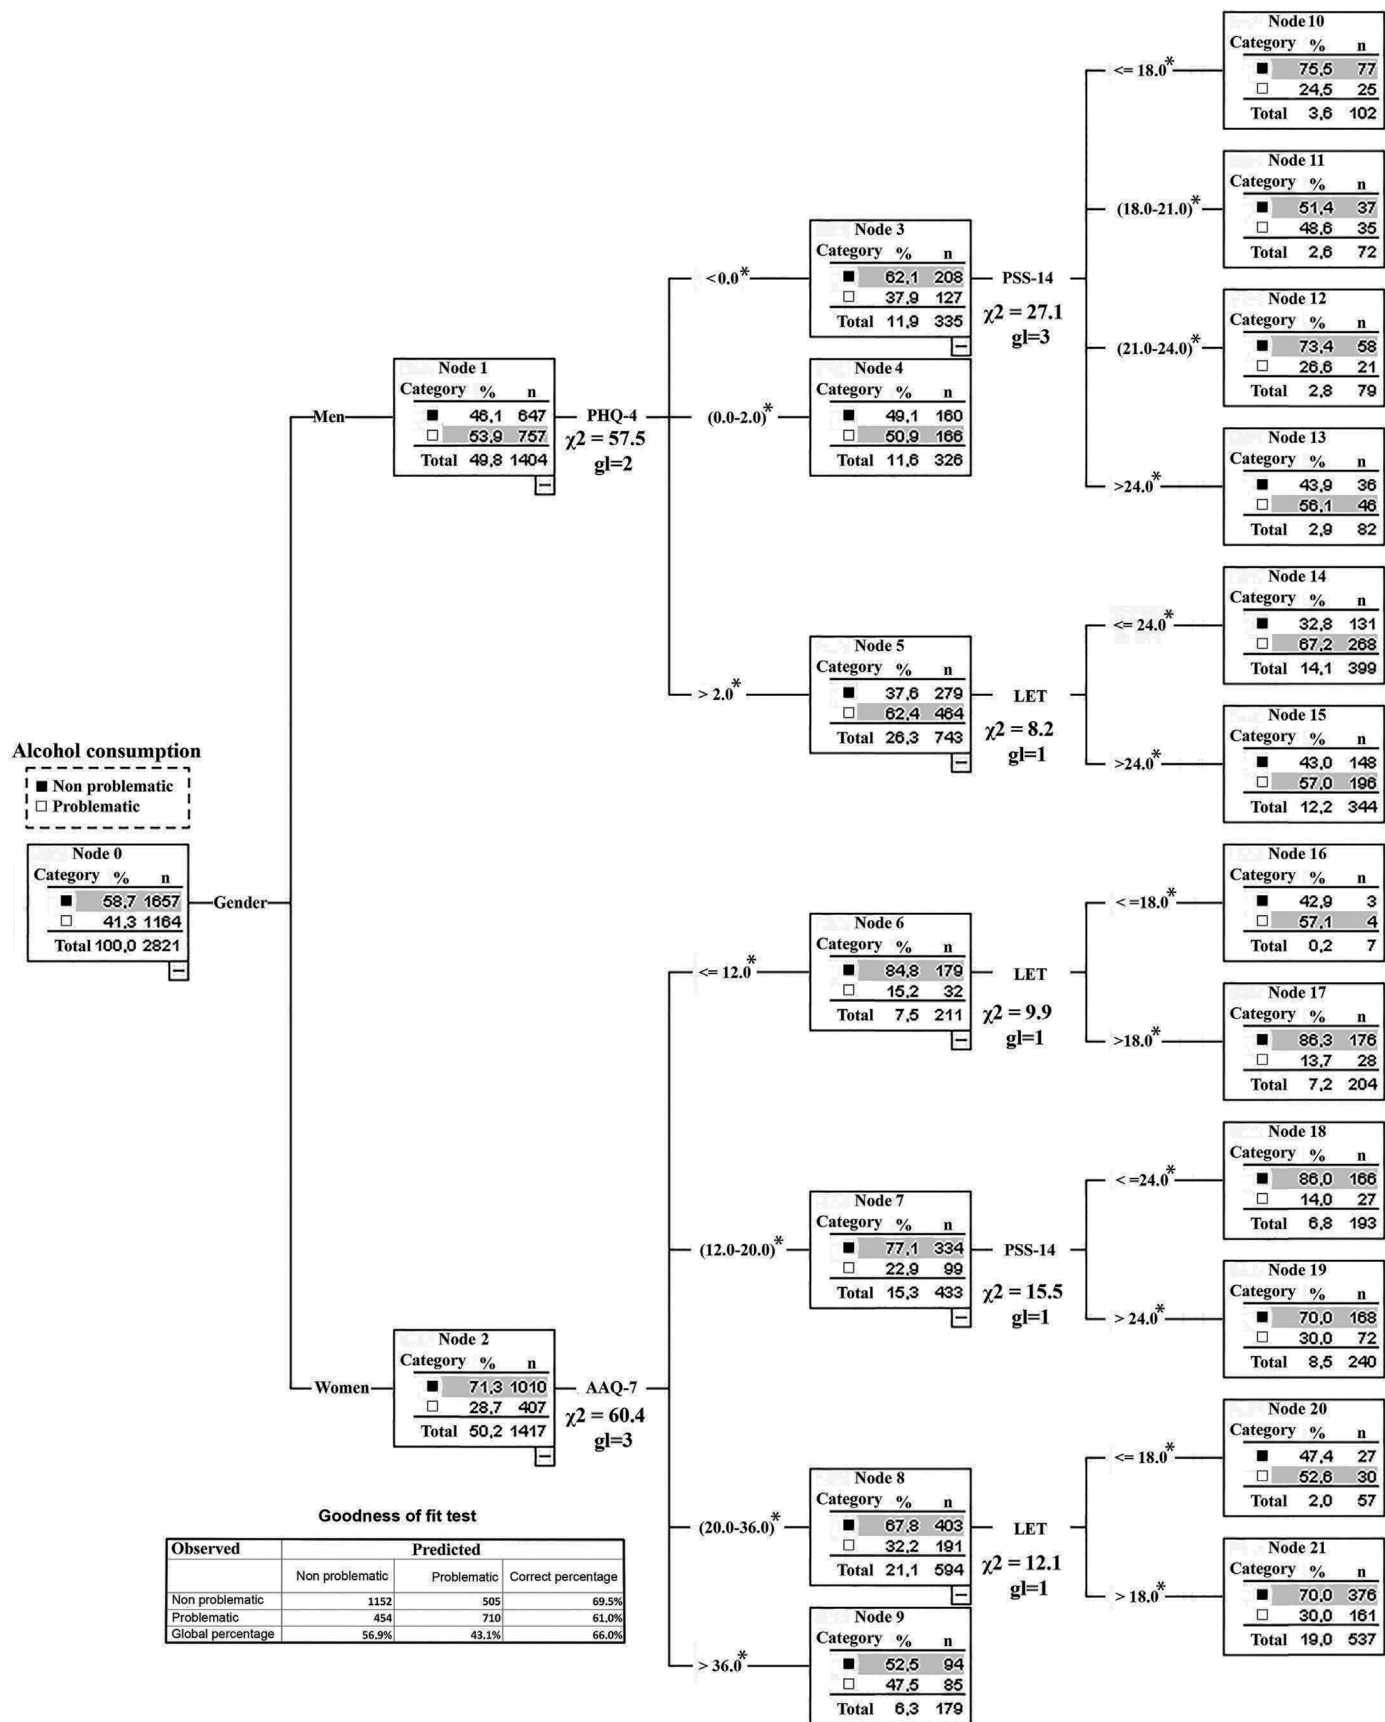 Alcohol consumption
■ Non problematic
□ Problematic
Node 0
Category % n
■ 58,7 1657
□ 41,3 1164
Total 100,0 2821
Gender
Men
Node 1
Category % n
■ 46,1 647
□ 53,9 757
Total 49,8 1404
PHQ-4
χ2 = 57.5
gl=2
<0.0*
Node 3
Category % n
■ 62,1 208
□ 37,9 127
Total 11,9 335
PSS-14
χ2 = 27.1
gl=3
<= 18.0*
Node 10
Category % n
■ 75,5 77
□ 24,5 25
Total 3,6 102
(18.0-21.0)*
Node 11
Category % n
■ 51,4 37
□ 48,6 35
Total 2,6 72
(21.0-24.0)*
Node 12
Category % n
■ 73,4 58
□ 26,6 21
Total 2,8 79
>24.0*
Node 13
Category % n
■ 43,9 36
□ 56,1 46
Total 2,9 82
(0.0-2.0)*
Node 4
Category % n
■ 49,1 160
□ 50,9 166
Total 11,6 326
> 2.0*
Node 5
Category % n
■ 37,6 279
□ 62,4 464
Total 26,3 743
LET
χ2 = 8.2
gl=1
<= 24.0*
Node 14
Category % n
■ 32,8 131
□ 67,2 268
Total 14,1 399
>24.0*
Node 15
Category % n
■ 43,0 148
□ 57,0 196
Total 12,2 344
Women
Node 2
Category % n
■ 71,3 1010
□ 28,7 407
Total 50,2 1417
AAQ-7
χ2 = 60.4
gl=3
<= 12.0*
Node 6
Category % n
■ 84,8 179
□ 15,2 32
Total 7,5 211
LET
χ2 = 9.9
gl=1
< =18.0*
Node 16
Category % n
■ 42,9 3
□ 57,1 4
Total 0,2 7
>18.0*
Node 17
Category % n
■ 86,3 176
□ 13,7 28
Total 7,2 204
(12.0-20.0)*
Node 7
Category % n
■ 77,1 334
□ 22,9 99
Total 15,3 433
PSS-14
χ2 = 15.5
gl=1
< =24.0*
Node 18
Category % n
■ 86,0 166
□ 14,0 27
Total 6,8 193
> 24.0*
Node 19
Category % n
■ 70,0 168
□ 30,0 72
Total 8,5 240
(20.0-36.0)*
Node 8
Category % n
■ 67,8 403
□ 32,2 191
Total 21,1 594
LET
χ2 = 12.1
gl=1
<= 18.0*
Node 20
Category % n
■ 47,4 27
□ 52,6 30
Total 2,0 57
> 18.0*
Node 21
Category % n
■ 70,0 376
□ 30,0 161
Total 19,0 537
> 36.0*
Node 9
Category % n
■ 52,5 94
□ 47,5 85
Total 6,3 179
Goodness of fit test
Observed Predicted
Non problematic Problematic Correct percentage
Non problematic 1152 505 69.5%
Problematic 454 710 61.0%
Global percentage 56.9% 43.1% 66.0%